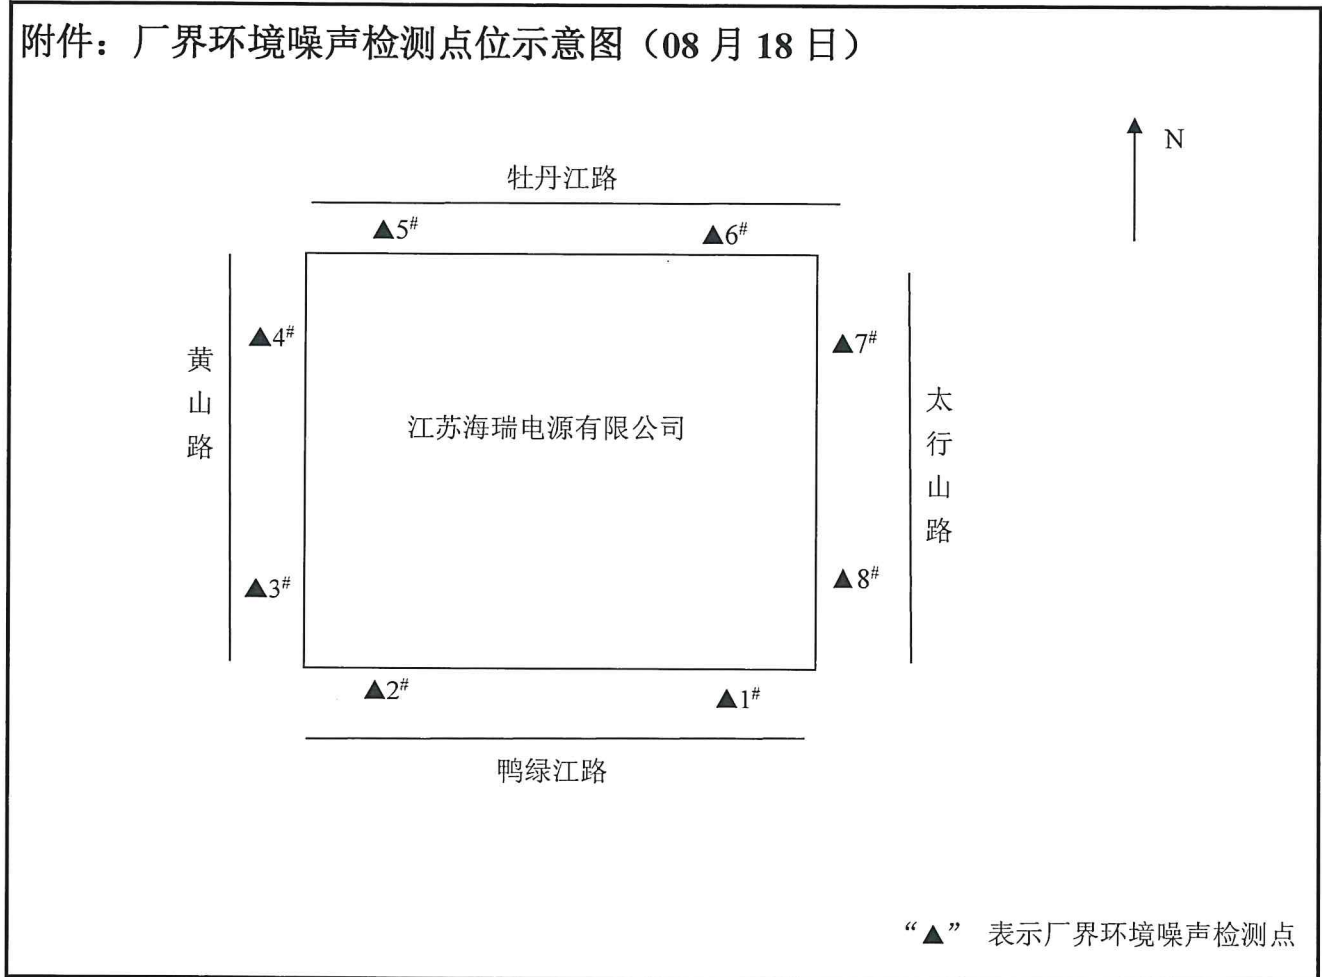 附件：厂界环境噪声检测点位示意图（08 月 18 日）
N
牡丹江路
▲5#
▲6#
▲4#
▲7#
黄山路
江苏海瑞电源有限公司
太行山路
▲3#
▲8#
▲2#
▲1#
鸭绿江路
“▲” 表示厂界环境噪声检测点